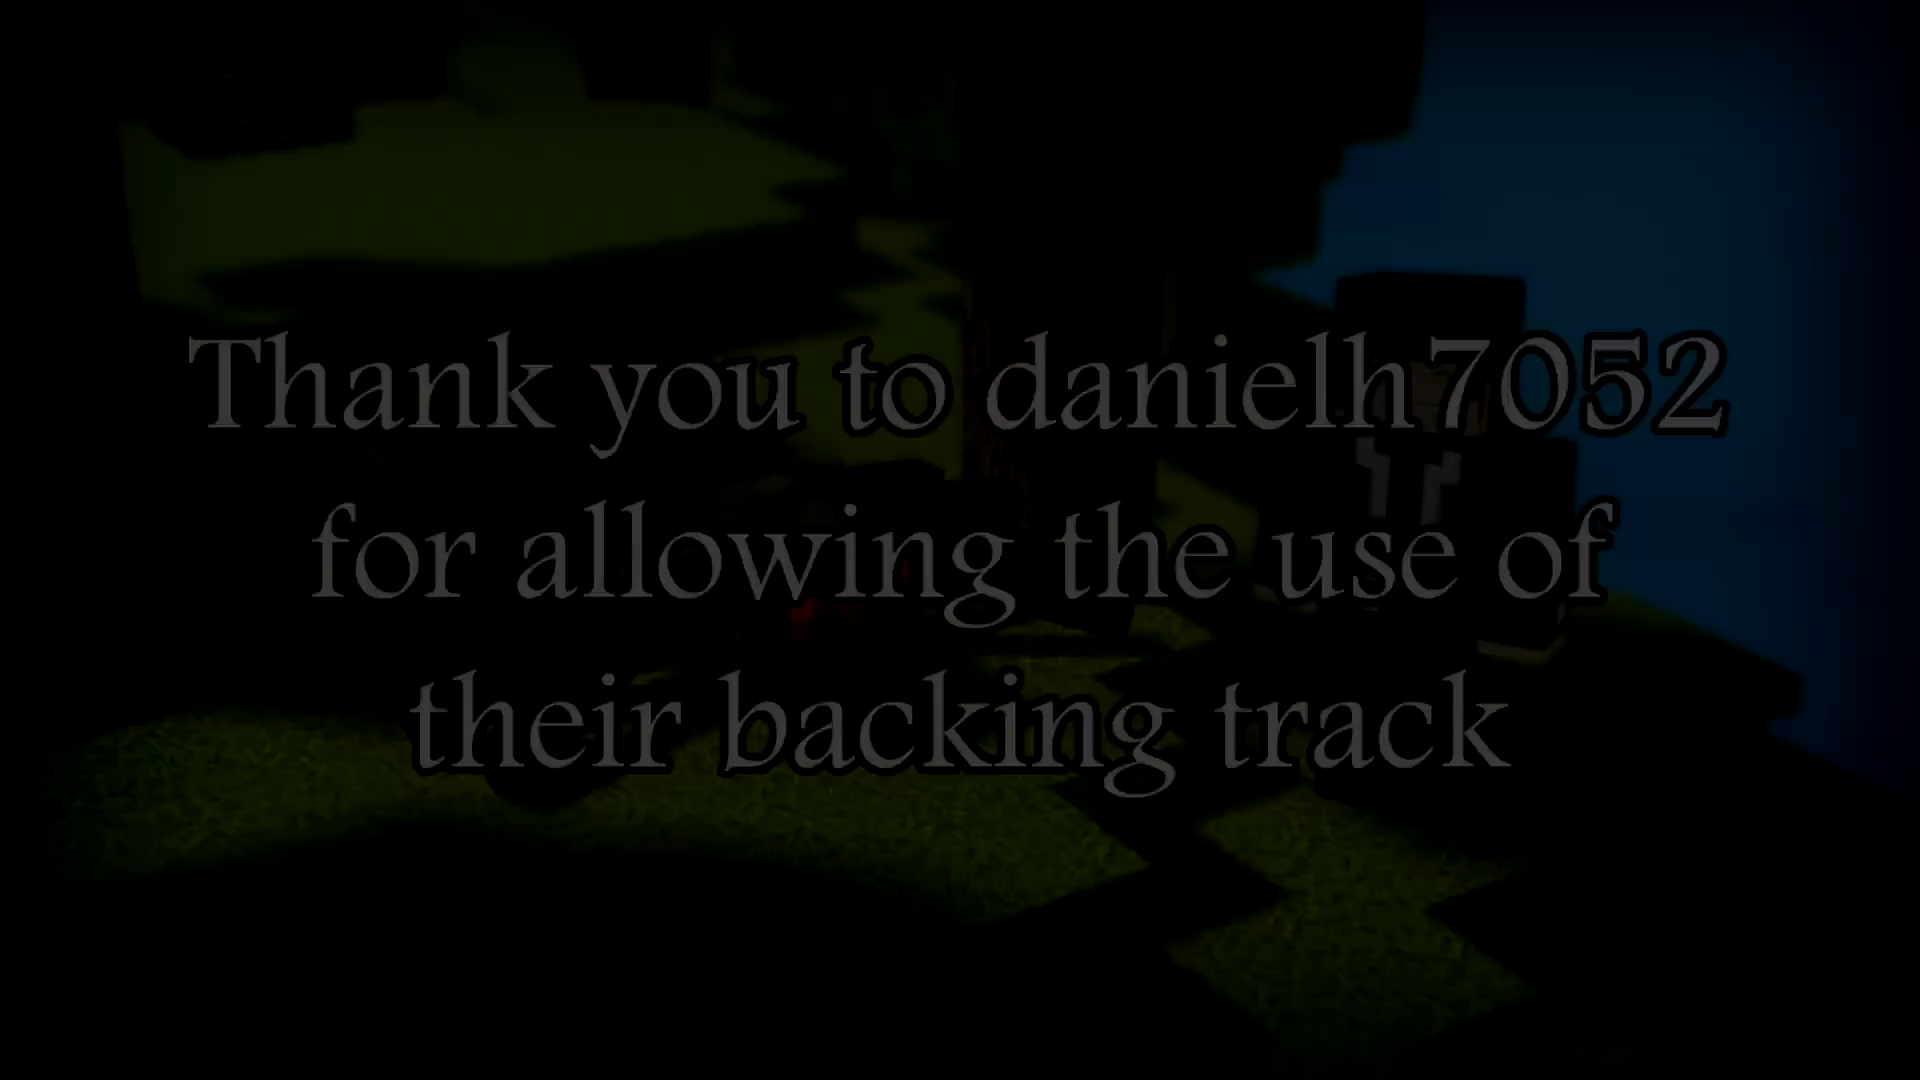 Thank you to danielh7052
for allowing the use of
their backing track